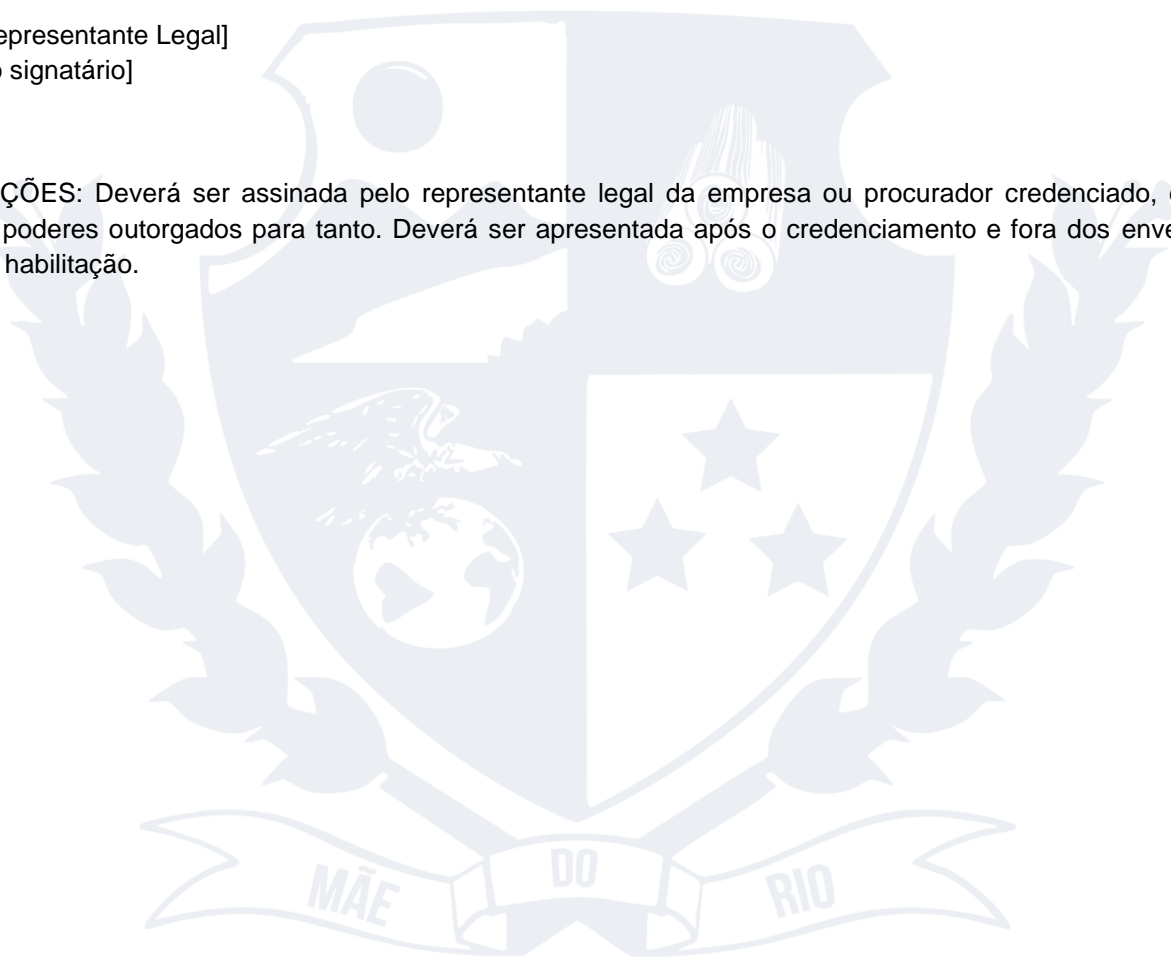 epresentante Legal]
signatário]
ÇÕES: Deverá ser assinada pelo representante legal da empresa ou procurador credenciado,
poderes outorgados para tanto. Deverá ser apresentada após o credenciamento e fora dos enve
habilitação.
MÃE DO RIO